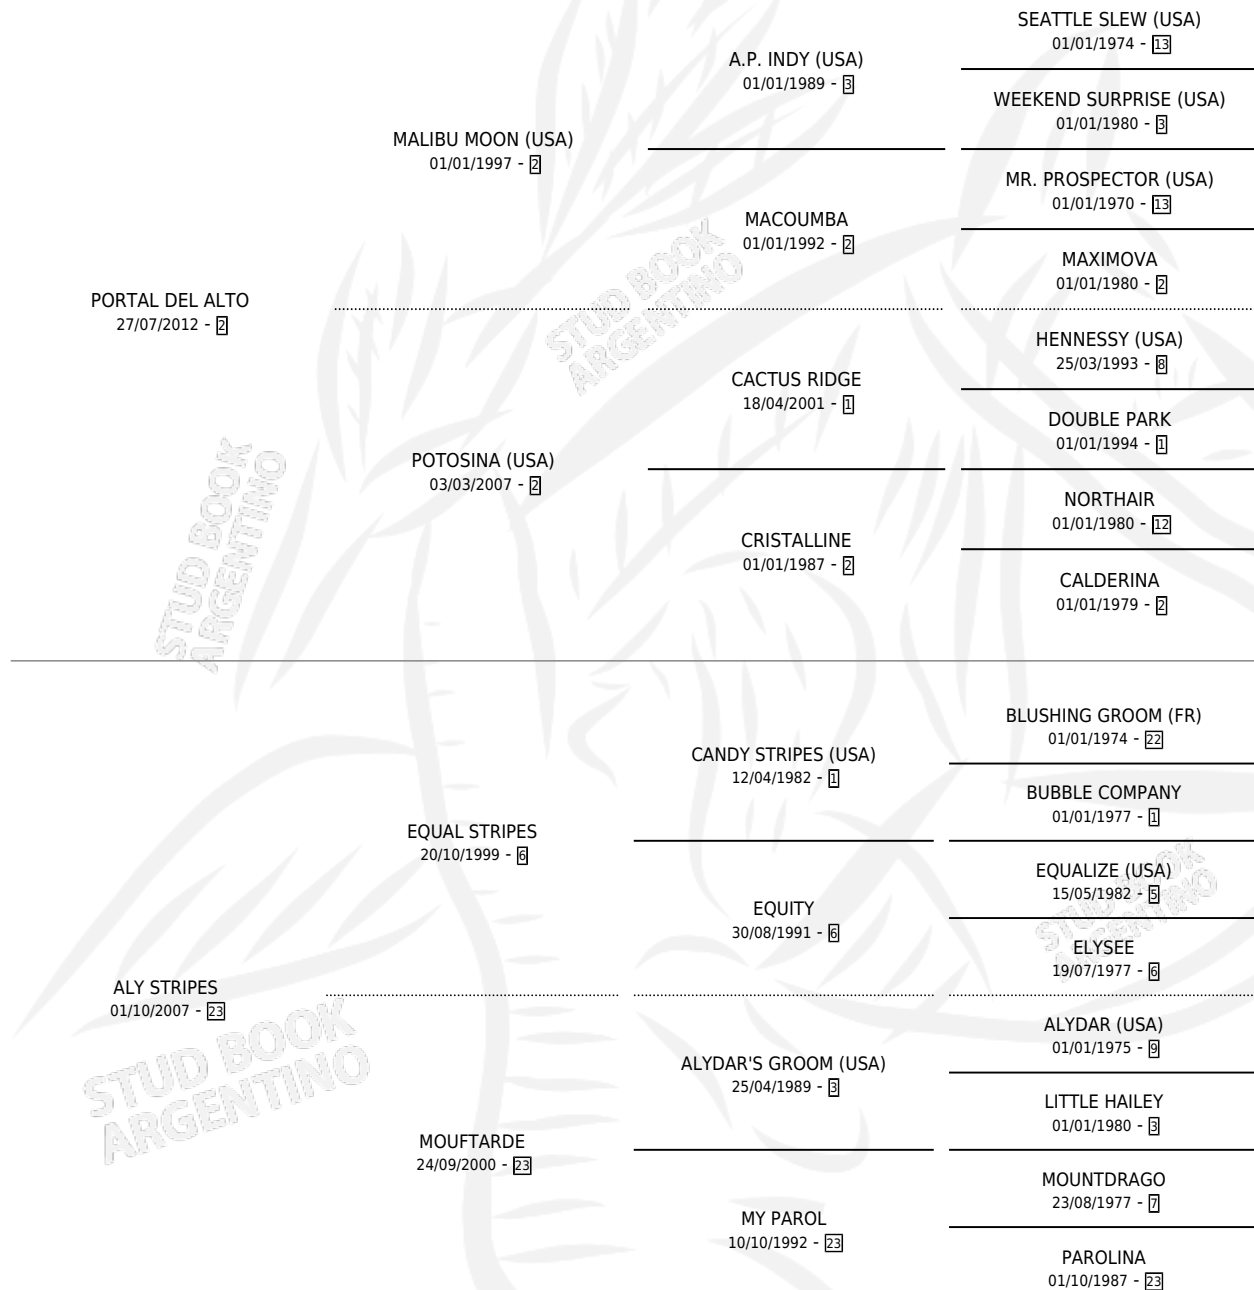 SEATTLE SLEW (USA)
01/01/1974 - 13
A.P. INDY (USA)
01/01/1989 - 3
WEEKEND SURPRISE (USA)
01/01/1980 - 3
MALIBU MOON (USA)
01/01/1997 - 2
MR. PROSPECTOR (USA)
01/01/1970 - 13
MACOUMBA
01/01/1992 - 2
MAXIMOVA
01/01/1980 - 2
PORTAL DEL ALTO
27/07/2012 - 2
HENNESSY (USA)
25/03/1993 - 8
CACTUS RIDGE
18/04/2001 - 1
DOUBLE PARK
01/01/1994 - 1
POTOSINA (USA)
03/03/2007 - 2
NORTHAIR
01/01/1980 - 12
CRISTALLINE
01/01/1987 - 2
CALDERINA
01/01/1979 - 2
BLUSHING GROOM (FR)
01/01/1974 - 22
CANDY STRIPES (USA)
12/04/1982 - 1
BUBBLE COMPANY
01/01/1977 - 1
EQUAL STRIPES
20/10/1999 - 6
EQUALIZE (USA)
15/05/1982 - 5
EQUITY
30/08/1991 - 6
ELYSEE
19/07/1977 - 6
ALY STRIPES
01/10/2007 - 23
ALYDAR (USA)
01/01/1975 - 9
ALYDAR'S GROOM (USA)
25/04/1989 - 3
LITTLE HAILEY
01/01/1980 - 3
MOUFTARDE
24/09/2000 - 23
MOUNTDRAGO
23/08/1977 - 7
MY PAROL
10/10/1992 - 23
PAROLINA
01/10/1987 - 23
STUD BOOK
ARGENTINO
STUD BOOK
ARGENTINO
STUD BOOK
ARGENTINO
STUD BOOK
ARGENTINO